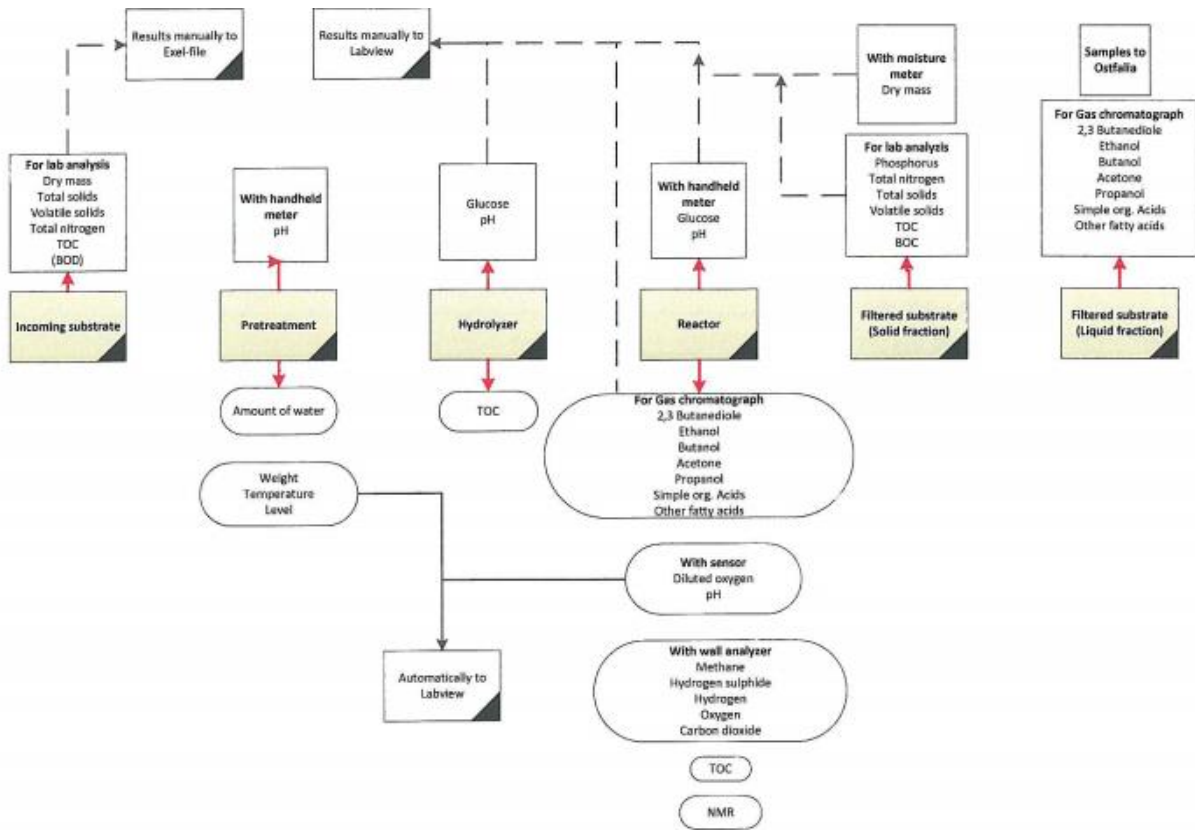 Results manually to
Exel-file
Results manually to
Labview
With moisture
meter
Dry mass
Samples to
Ostfalia
For lab analysis
Dry mass
Total solids
Volatile solids
Total nitrogen
TOC
(BOD)
With handheld
meter
pH
Glucose
pH
With handheld
meter
Glucose
pH
For lab analyzis
Phosphorus
Total nitrogen
Total solids
Volatile solids
TOC
BOC
For Gas chromatograph
2,3 Butanediole
Ethanol
Butanol
Acetone
Propanol
Simple org. Acids
Other fatty acids
Incoming substrate
Pretreatment
Hydrolyzer
Reactor
Filtered substrate
(Solid fraction)
Filtered substrate
(Liquid fraction)
Amount of water
TOC
For Gas chromatograph
2,3 Butanediole
Ethanol
Butanol
Acetone
Propanol
Simple org. Acids
Other fatty acids
Weight
Temperature
Level
With sensor
Diluted oxygen
pH
Automatically to
Labview
With wall analyzer
Methane
Hydrogen sulphide
Hydrogen
Oxygen
Carbon dioxide
TOC
NMR